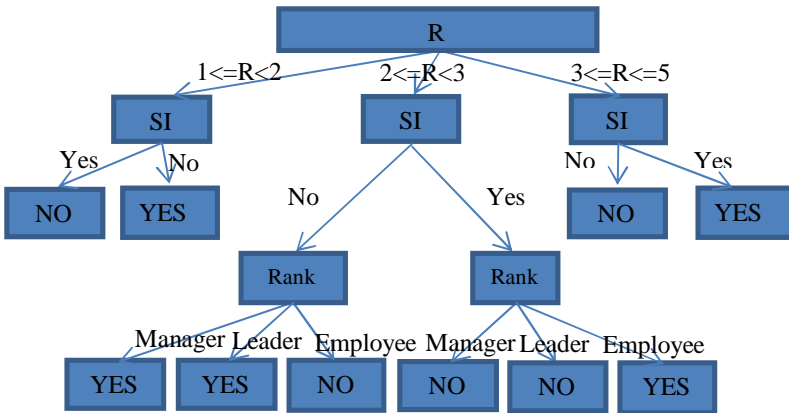 R
1<=R<2 2<=R<3 3<=R<=5
SI SI SI
Yes No No Yes
NO YES No Yes NO YES
Rank Rank
Manager Leader Employee Manager Leader Employee
YES YES NO NO NO YES